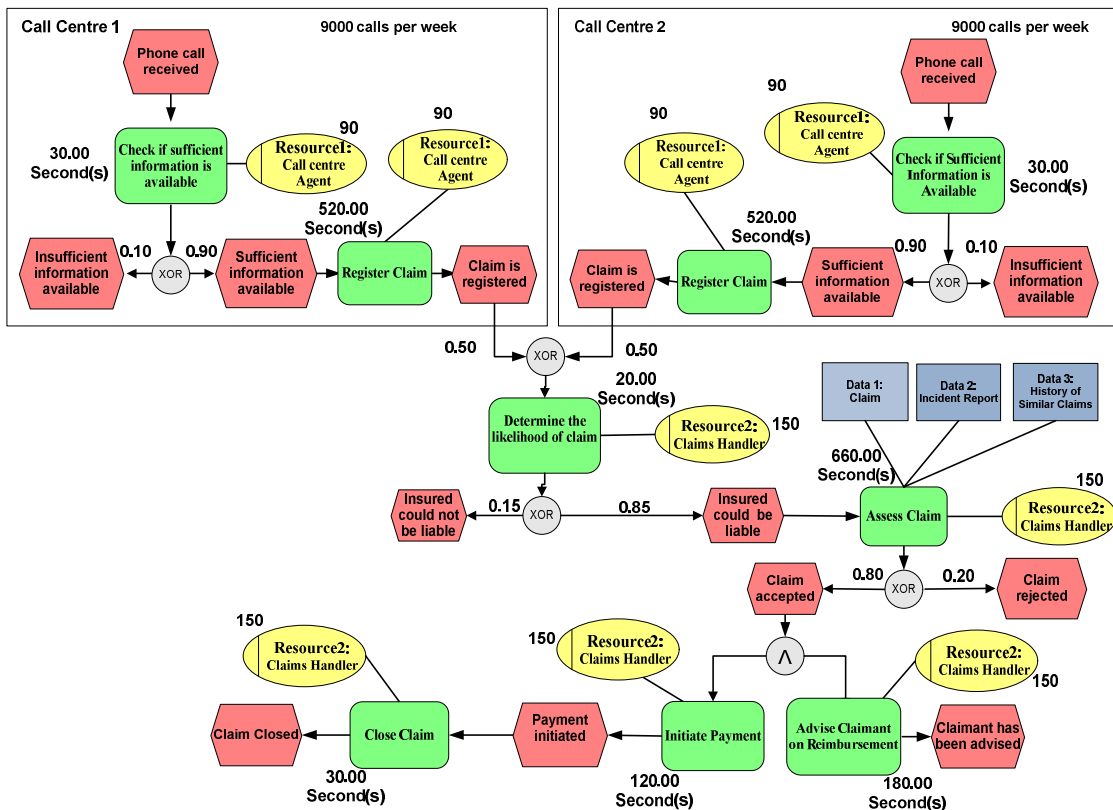 Call Centre 1
9000 calls per week
Phone call
received
90
90
Resource1:
Call centre
Agent
Resource1:
Call centre
Agent
30.00
Second(s)
Check if sufficient
information is
available
520.00
Second(s)
Insufficient
information
available
0.10
XOR
0.90
Sufficient
information
available
Register Claim
Claim is
registered
Call Centre 2
9000 calls per week
Phone call
received
90
Resource1:
Call centre
Agent
90
Resource1:
Call centre
Agent
Check if Sufficient
Information is
Available
30.00
Second(s)
520.00
Second(s)
Claim is
registered
Register Claim
Sufficient
information
available
0.90
XOR
0.10
Insufficient
information
available
0.50
XOR
0.50
20.00
Second(s)
Determine the
likelihood of claim
Resource2:
Claims Handler
150
Data 1:
Claim
Data 2:
Incident Report
Data 3:
History of
Similar Claims
660.00
Second(s)
Insured
could not
be liable
0.15
XOR
0.85
Insured
could be
liable
Assess Claim
150
Resource2:
Claims Handler
Claim
accepted
0.80
XOR
0.20
Claim
rejected
Λ
150
Resource2:
Claims Handler
150
Resource2:
Claims Handler
Resource2:
Claims Handler
150
Claim Closed
Close Claim
Payment
initiated
Initiate Payment
Advise Claimant
on Reimbursement
Claimant has
been advised
30.00
Second(s)
120.00
Second(s)
180.00
Second(s)